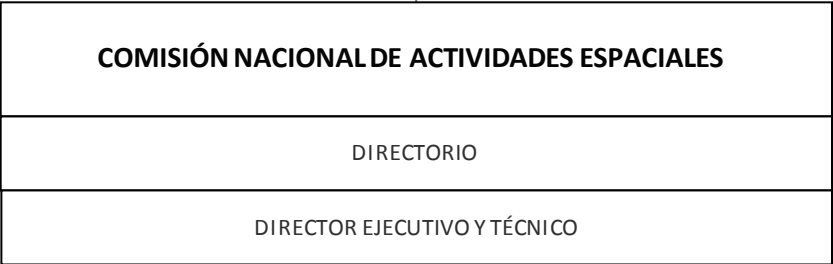 COMISIÓN NACIONAL DE ACTIVIDADES ESPACIALES
DIRECTORIO
DIRECTOR EJECUTIVO Y TÉCNICO